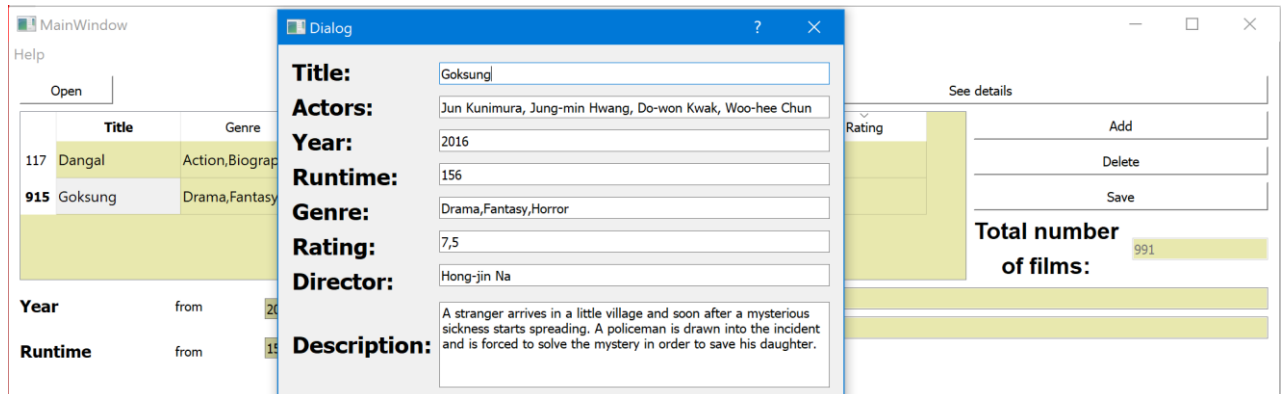 MainWindow
Help
Open
See details
Title Genre Rating
117 Dangal Action,Biograp
915 Goksung Drama,Fantasy
Add
Delete
Save
Total number
of films:
991
Year from 20
Runtime from 15
Dialog ?
Title: Goksung
Actors: Jun Kunimura, Jung-min Hwang, Do-won Kwak, Woo-hee Chun
Year: 2016
Runtime: 156
Genre: Drama,Fantasy,Horror
Rating: 7,5
Director: Hong-jin Na
Description:
A stranger arrives in a little village and soon after a mysterious
sickness starts spreading. A policeman is drawn into the incident
and is forced to solve the mystery in order to save his daughter.